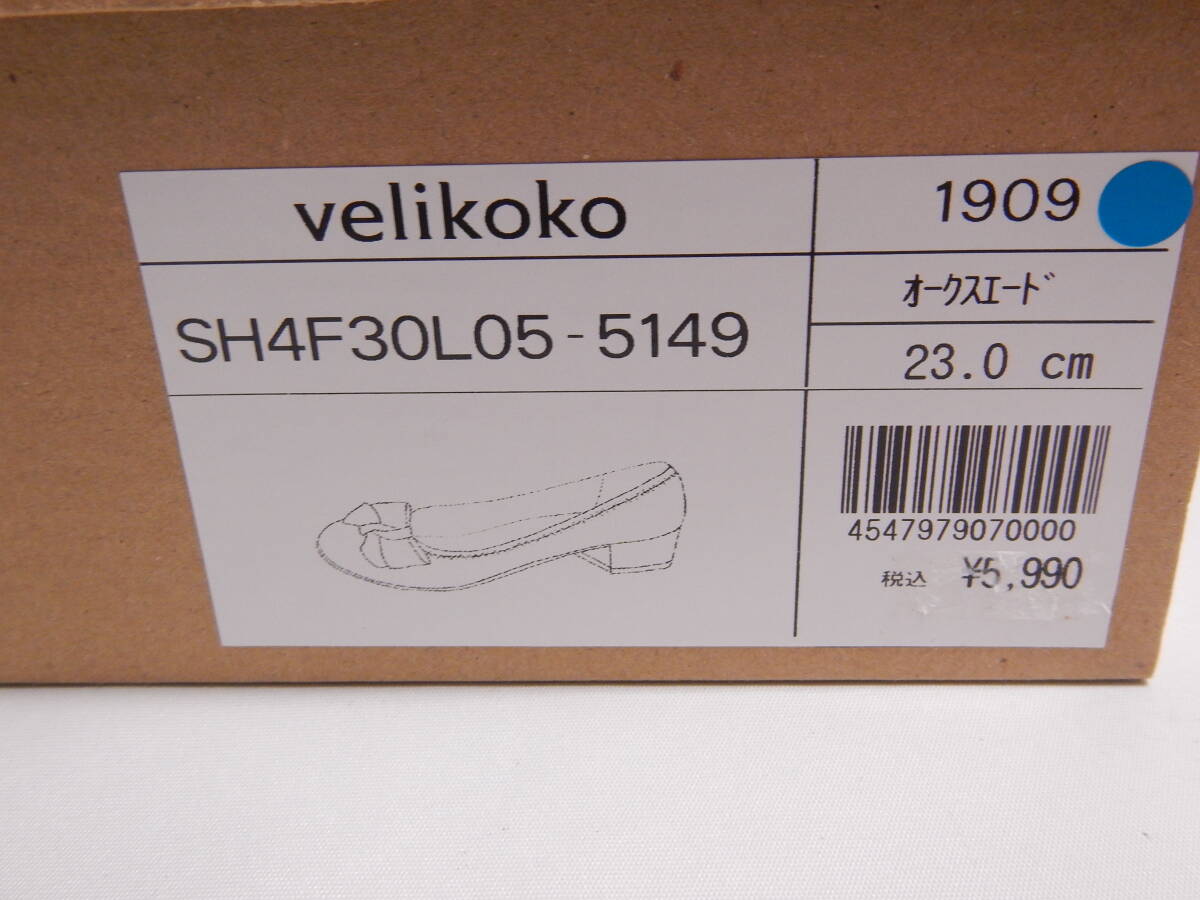 velikoko
1909
SH4F30L05-5149
ｵｰｸｽｴｰﾄﾞ
23.0 cm
4547979070000
税込 ¥5,990